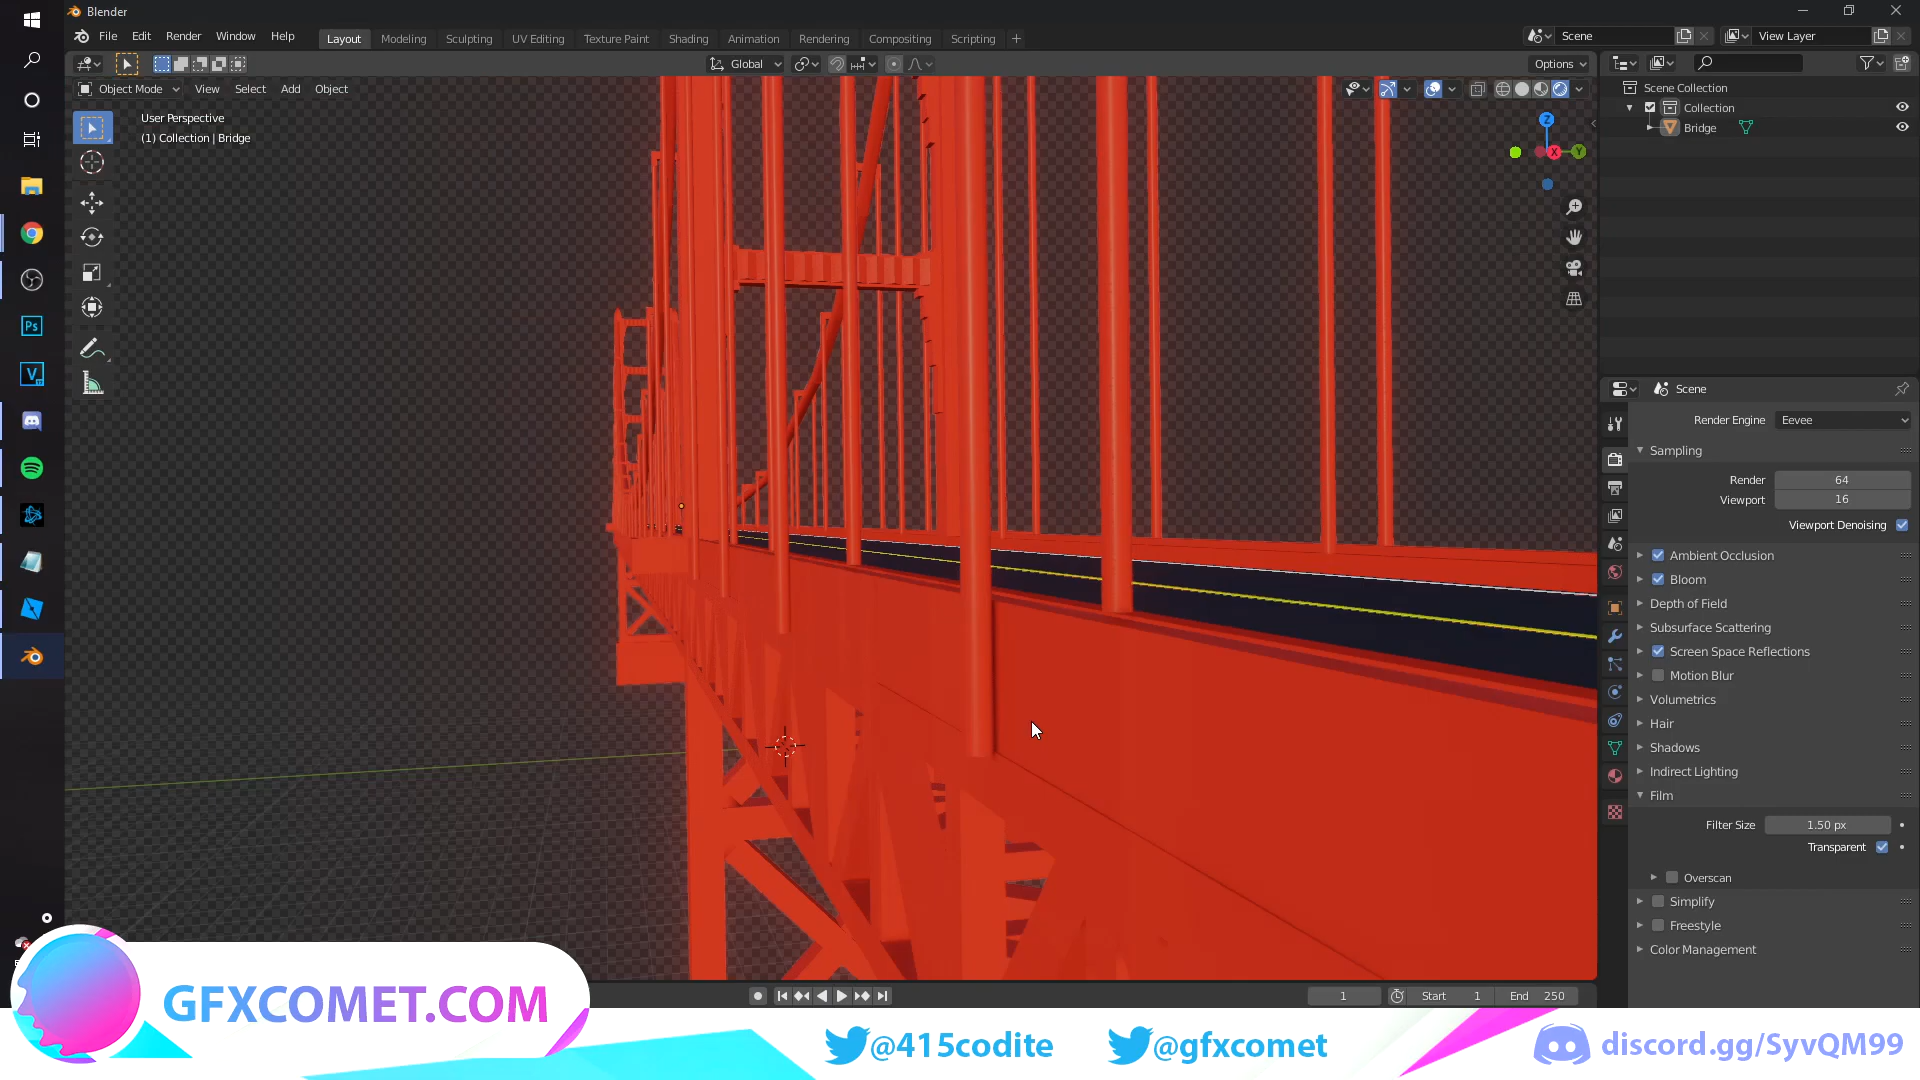 Blender
File Edit Render Window Help
Layout Modeling Sculpting UV Editing Texture Paint Shading Animation Rendering Compositing Scripting +
Scene
View Layer
Global
Options
Object Mode View Select Add Object
User Perspective
(1) Collection | Bridge
Z
X
Y
Scene Collection
Collection
Bridge
Scene
Render Engine Eevee
Sampling
Render 64
Viewport 16
Viewport Denoising
Ambient Occlusion
Bloom
Depth of Field
Subsurface Scattering
Screen Space Reflections
Motion Blur
Volumetrics
Hair
Shadows
Indirect Lighting
Film
Filter Size 1.50 px
Transparent
Overscan
Simplify
Freestyle
Color Management
Ps
V
1 Start 1 End 250
GFXCOMET.COM
@415codite
@gfxcomet
discord.gg/SyvQM99